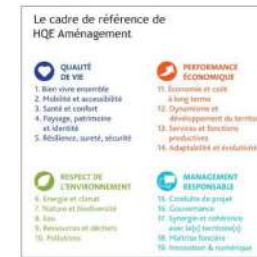 Le cadre de référence de
HQE Aménagement
QUALITÉ
DE VIE
1. Bien vivre ensemble
2. Mobilité et accessibilité
3. Santé et confort
4. Paysage, patrimoine
et identité
5. Résilience, sureté, sécurité
PERFORMANCE
ÉCONOMIQUE
11. Économie et coût
à long terme
12. Dynamisme et
développement du territo
13. Services et fonctions
productives
14. Adaptabilité et évolutivité
RESPECT DE
L'ENVIRONNEMENT
6. Energie et climat
7. Nature et biodiversité
8. Eau
9. Ressources et déchets
10. Pollutions
MANAGEMENT
RESPONSABLE
15. Conduite de projet
16. Gouvernance
17. Synergie et cohérence
avec le(s) territoire(s)
18. Maîtrise foncière
19. Innovation & numérique